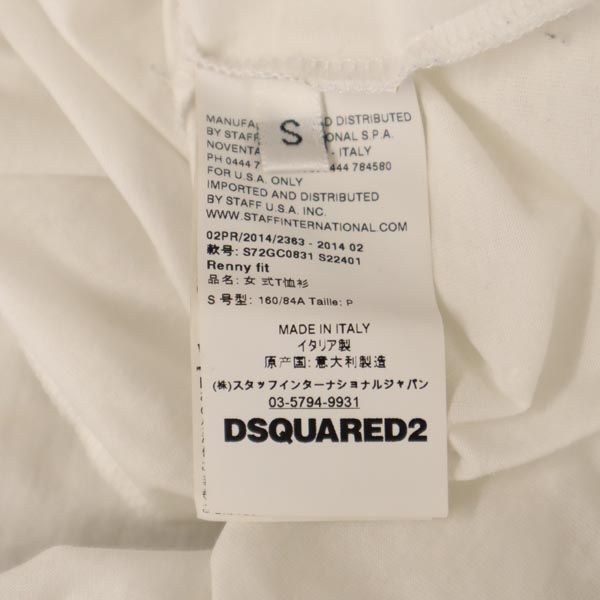 S
MANUFA D DISTRIBUTED
BY STAFF ONAL S.P.A.
NOVENTA - ITALY
PH 0444 7 444 784580
FOR U.S.A. ONLY
IMPORTED AND DISTRIBUTED
BY STAFF U.S.A. INC.
WWW.STAFFINTERNATIONAL.COM
02PR/2014/2363 - 2014 02
款号: S72GC0831 S22401
Renny fit
品名: 女 式T恤衫
S 号型: 160/84A Taille: P
MADE IN ITALY
イタリア製
原产国: 意大利製造
(株)スタッフインターナショナルジャパン
03-5794-9931
DSQUARED2